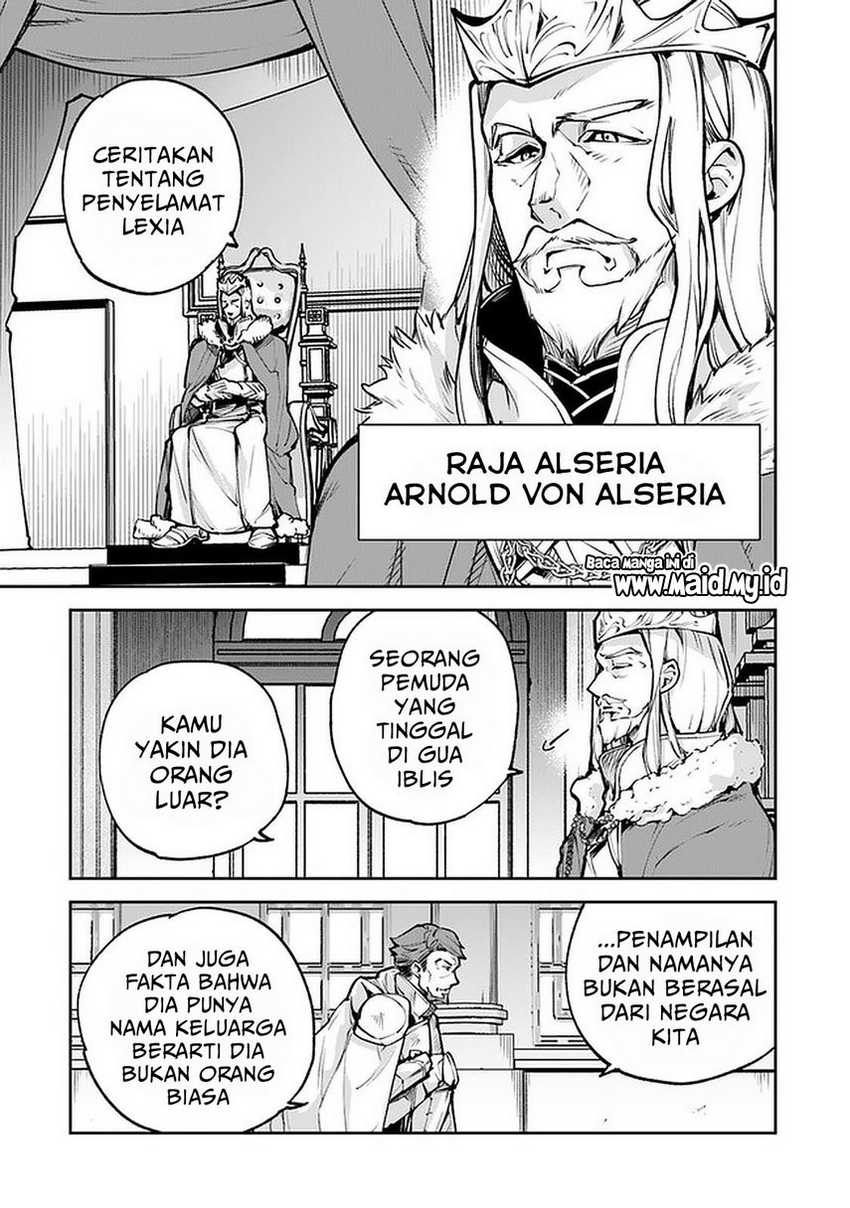 CERITAKAN
TENTANG
PENYELAMAT
LEXIA
RAJA ALSERIA
ARNOLD VON ALSERIA
Baca Manga ini di
www.Maid.My.id
SEORANG
PEMUDA
YANG
TINGGAL
DI GUA
IBLIS
KAMU
YAKIN DIA
ORANG
LUAR?
...PENAMPILAN
DAN NAMANYA
BUKAN BERASAL
DARI NEGARA
KITA
DAN JUGA
FAKTA BAHWA
DIA PUNYA
NAMA KELUARGA
BERARTI DIA
BUKAN ORANG
BIASA